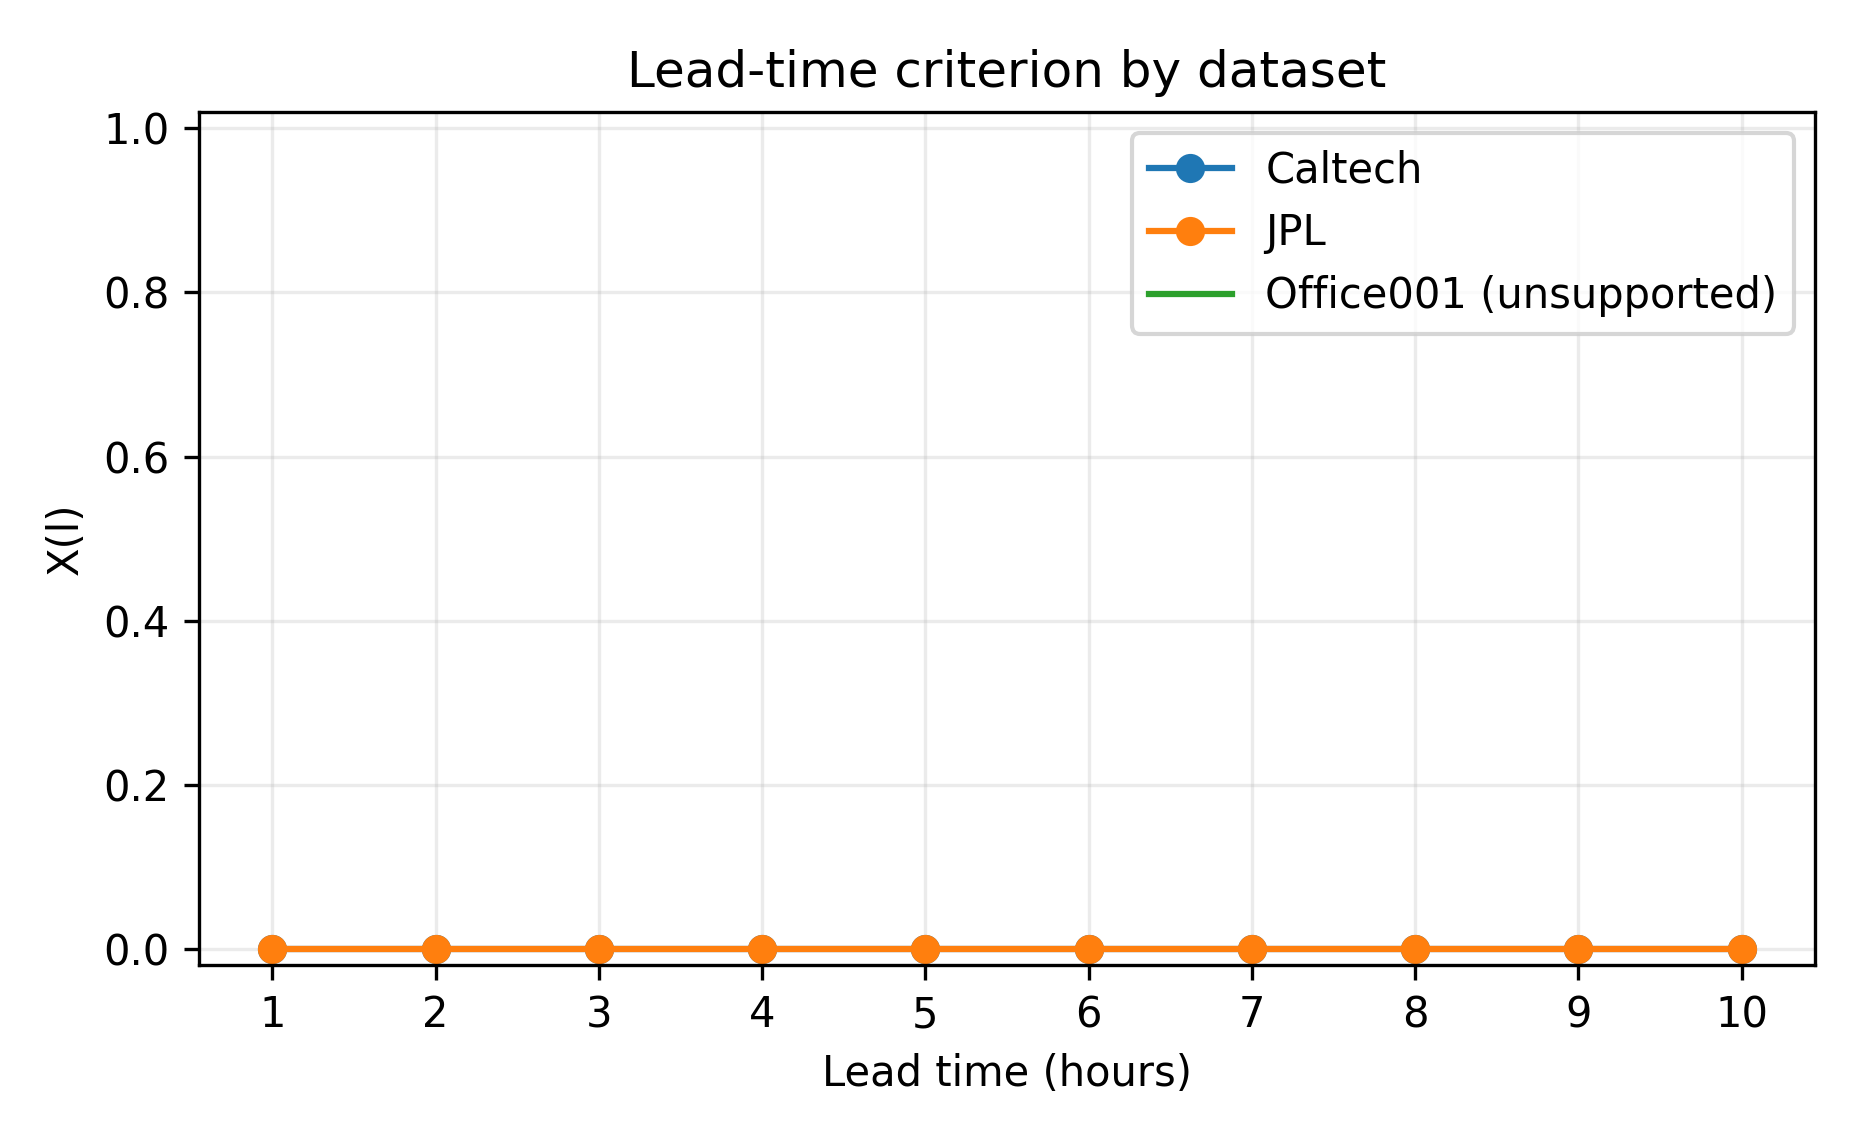 Lead-time criterion by dataset
1.0
0.8
0.6
0.4
0.2
0.0
X(l)
Caltech
JPL
Office001 (unsupported)
1 2 3 4 5 6 7 8 9 10
Lead time (hours)